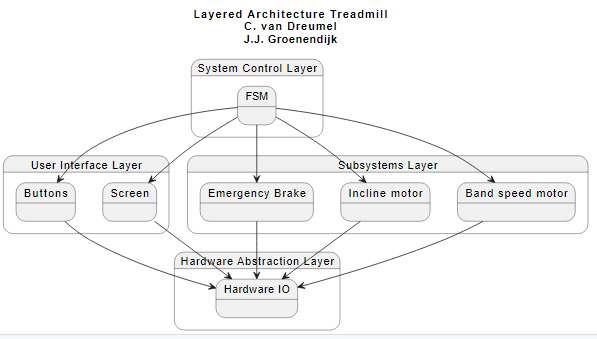 Layered Architecture Treadmill
C. van Dreumel
J.J. Groenendijk
System Control Layer
FSM
User Interface Layer
Subsystems Layer
Buttons
Screen
Emergency Brake
Incline motor
Band speed motor
Hardware Abstraction Layer
Hardware IO